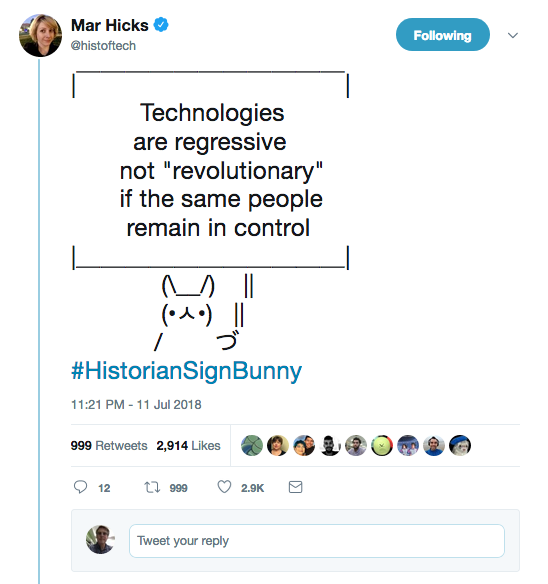 Mar Hicks
@histoftech
Following
Technologies
are regressive
not "revolutionary"
if the same people
remain in control
(\__/) ||
(•ㅅ•) ||
/ づ
#HistorianSignBunny
11:21 PM - 11 Jul 2018
999 Retweets 2,914 Likes
12 999 2.9K
Tweet your reply